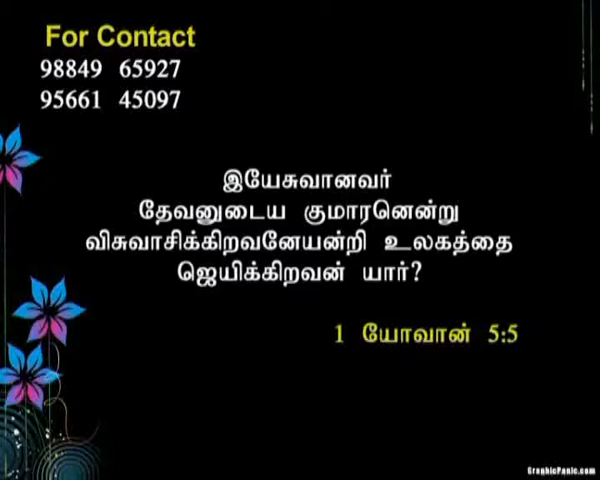 For Contact
98849 65927
95661 45097
இயேசுவானவர்
தேவனுடைய குமாரனென்று
விசுவாசிக்கிறவனேயன்றி உலகத்தை
ஜெயிக்கிறவன் யார்?
1 யோவான் 5:5
GraphicPanic.com